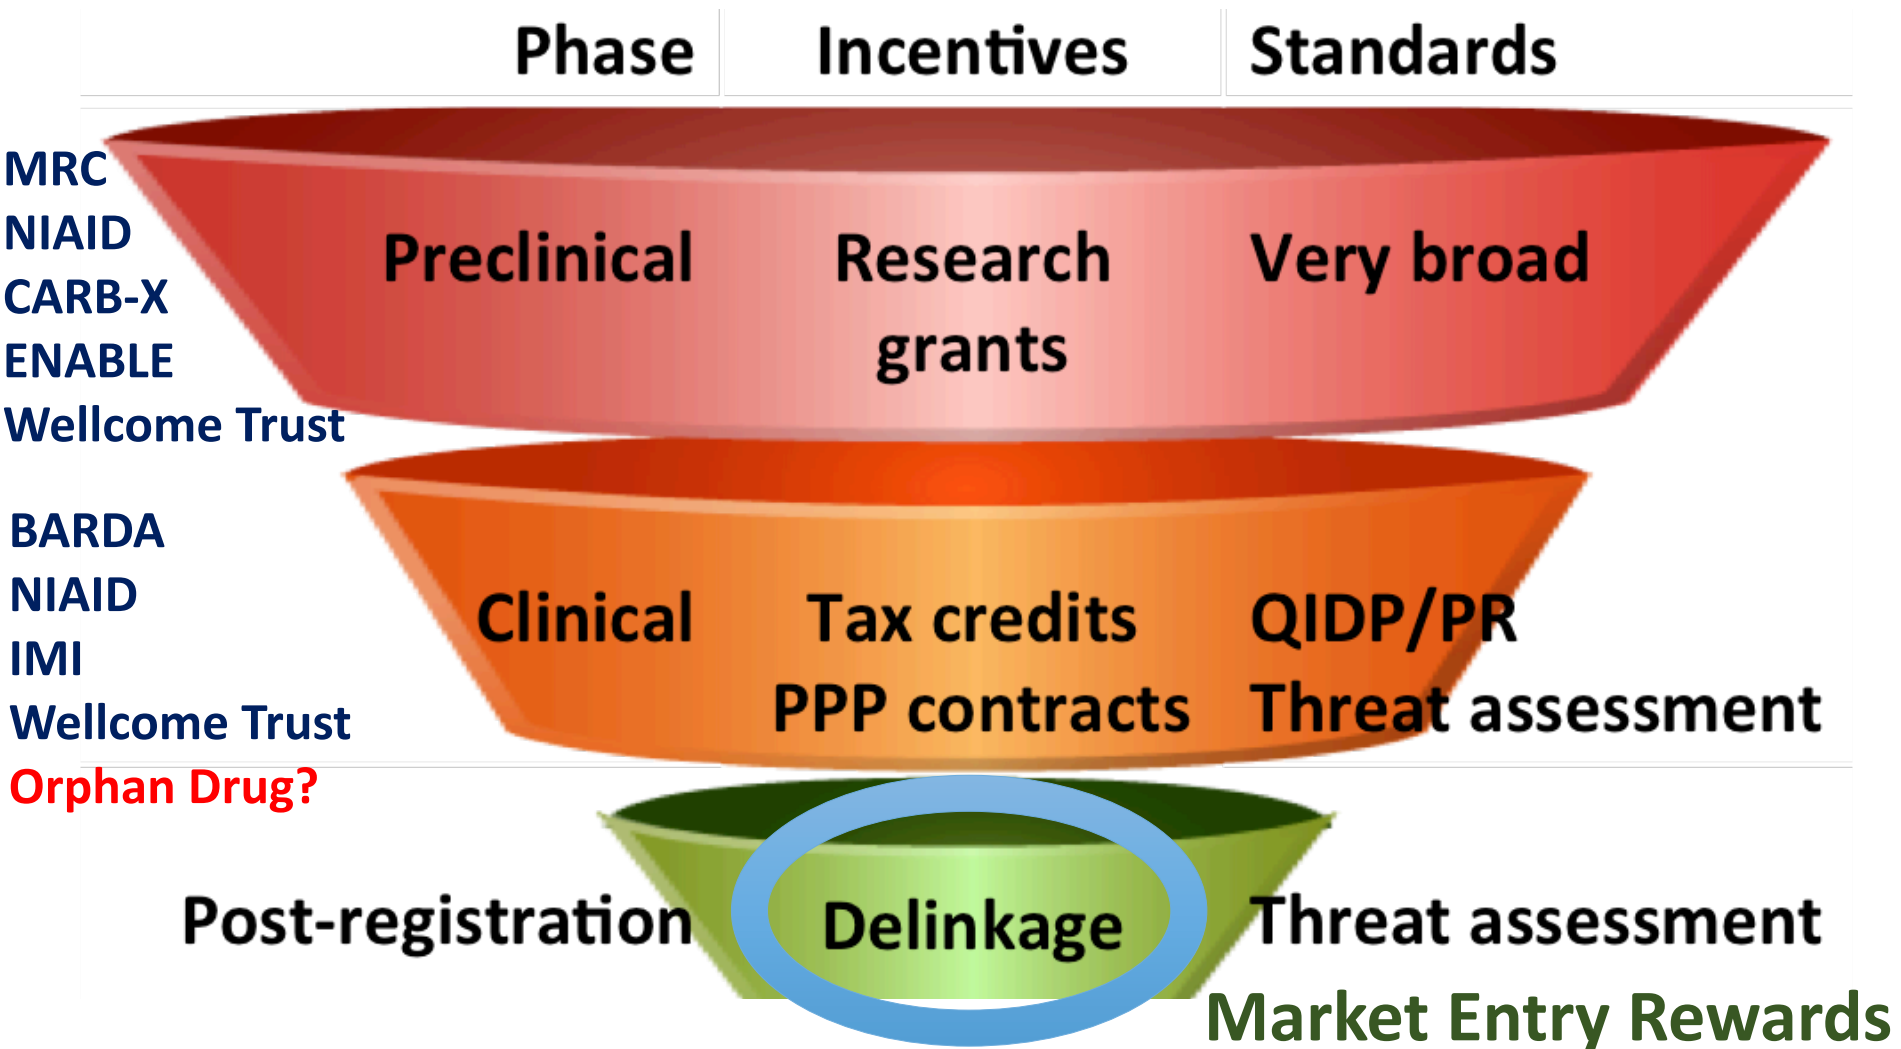 Phase Incentives Standards
MRC
NIAID
CARB-X
ENABLE
Wellcome Trust
Preclinical Research Very broad
grants
BARDA
NIAID
IMI
Wellcome Trust
Orphan Drug?
Clinical Tax credits QIDP/PR
PPP contracts Threat assessment
Post-registration Delinkage Threat assessment
Market Entry Rewards